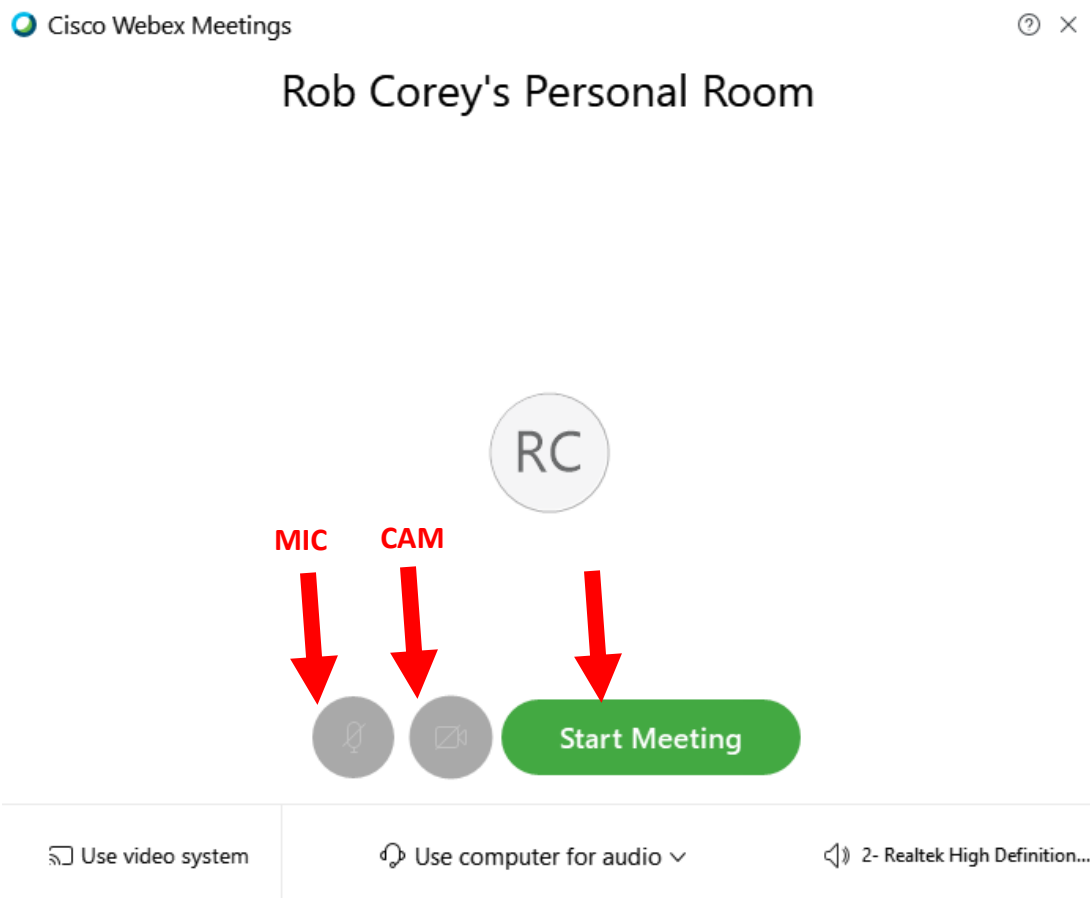 Cisco Webex Meetings
Rob Corey's Personal Room
RC
MIC CAM
Start Meeting
Use video system Use computer for audio 2- Realtek High Definition...